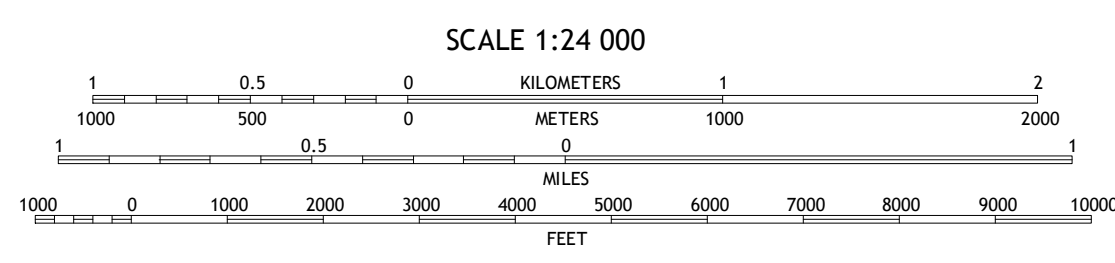 SCALE 1:24 000
1 0.5 0 KILOMETERS 1 2
1000 500 0 METERS 1000 2000
1 0.5 0 1
MILES
1000 0 1000 2000 3000 4000 5000 6000 7000 8000 9000 10000
FEET